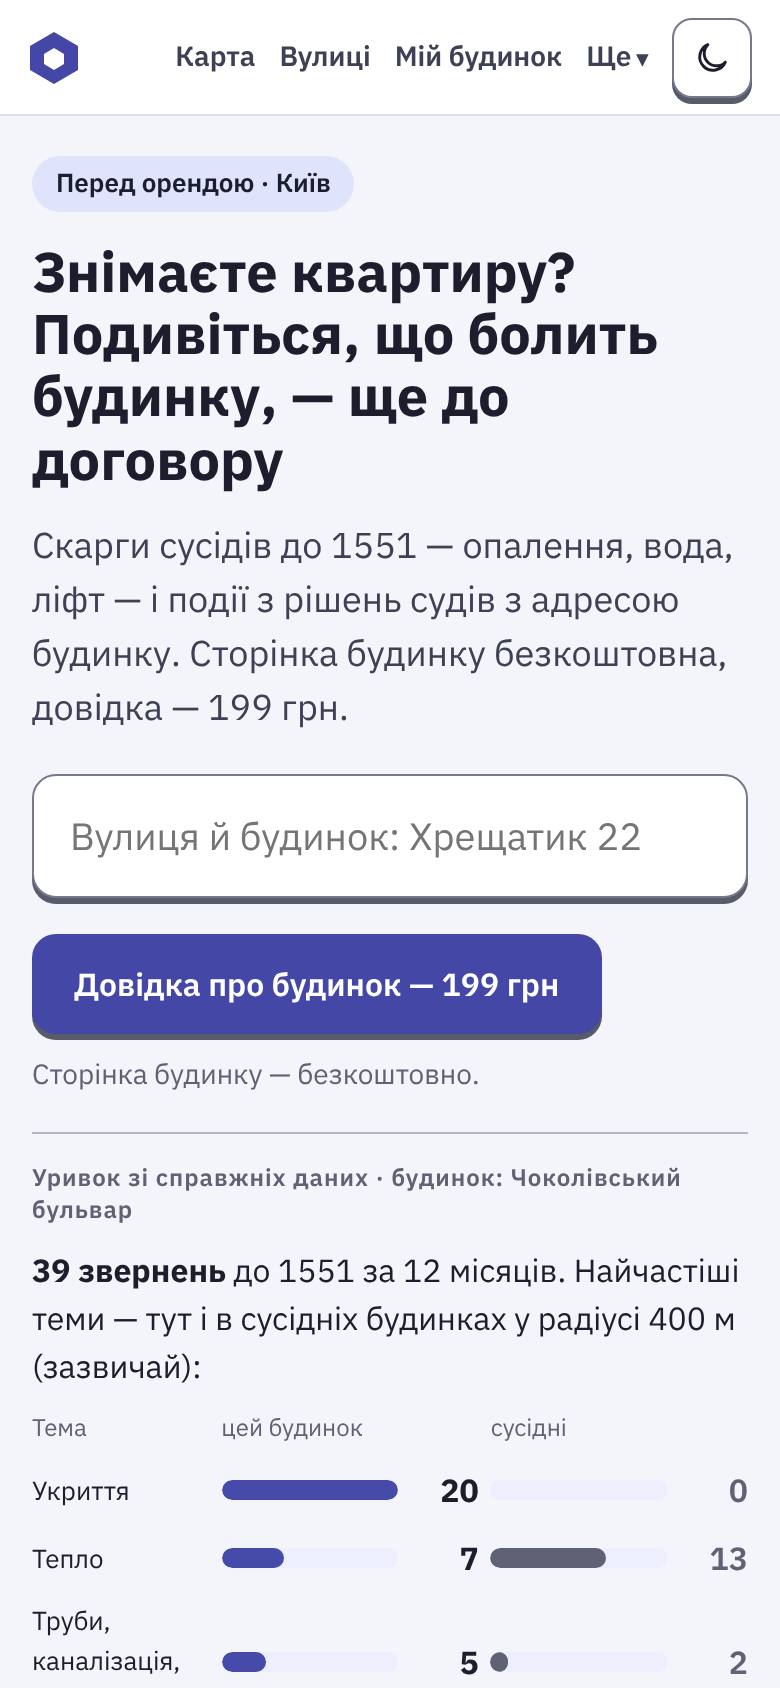 Карта Вулиці Мій будинок Ще ▾
Перед орендою · Київ
Знімаєте квартиру?
Подивіться, що болить
будинку, — ще до
договору
Скарги сусідів до 1551 — опалення, вода,
ліфт — і події з рішень судів з адресою
будинку. Сторінка будинку безкоштовна,
довідка — 199 грн.
Вулиця й будинок: Хрещатик 22
Довідка про будинок — 199 грн
Сторінка будинку — безкоштовно.
Уривок зі справжніх даних · будинок: Чоколівський
бульвар
39 звернень до 1551 за 12 місяців. Найчастіші
теми — тут і в сусідніх будинках у радіусі 400 м
(зазвичай):
Тема цей будинок сусідні
Укриття 20 0
Тепло 7 13
Труби,
каналізація, 5 2